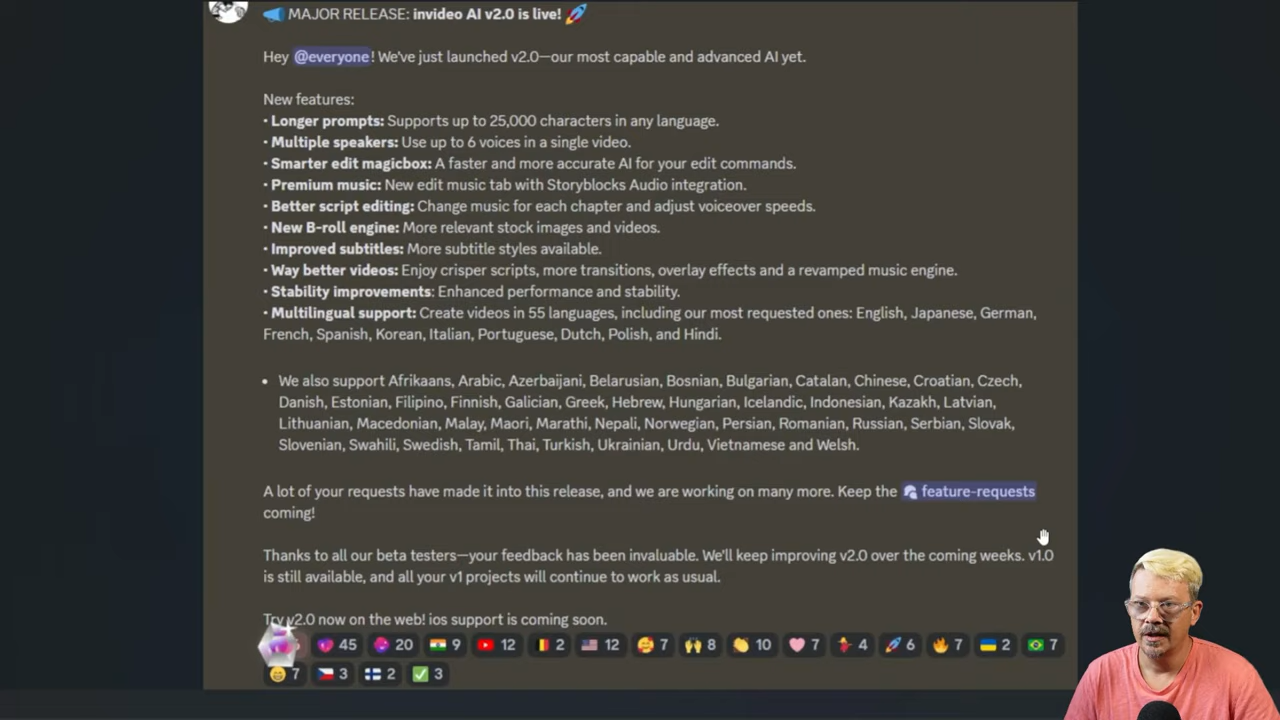 MAJOR RELEASE: invideo AI v2.0 is live!
Hey @everyone! We've just launched v2.0—our most capable and advanced AI yet.
New features:
• Longer prompts: Supports up to 25,000 characters in any language.
• Multiple speakers: Use up to 6 voices in a single video.
• Smarter edit magicbox: A faster and more accurate AI for your edit commands.
• Premium music: New edit music tab with Storyblocks Audio integration.
• Better script editing: Change music for each chapter and adjust voiceover speeds.
• New B-roll engine: More relevant stock images and videos.
• Improved subtitles: More subtitle styles available.
• Way better videos: Enjoy crisper scripts, more transitions, overlay effects and a revamped music engine.
• Stability improvements: Enhanced performance and stability.
• Multilingual support: Create videos in 55 languages, including our most requested ones: English, Japanese, German,
French, Spanish, Korean, Italian, Portuguese, Dutch, Polish, and Hindi.
• We also support Afrikaans, Arabic, Azerbaijani, Belarusian, Bosnian, Bulgarian, Catalan, Chinese, Croatian, Czech,
Danish, Estonian, Filipino, Finnish, Galician, Greek, Hebrew, Hungarian, Icelandic, Indonesian, Kazakh, Latvian,
Lithuanian, Macedonian, Malay, Maori, Marathi, Nepali, Norwegian, Persian, Romanian, Russian, Serbian, Slovak,
Slovenian, Swahili, Swedish, Tamil, Thai, Turkish, Ukrainian, Urdu, Vietnamese and Welsh.
A lot of your requests have made it into this release, and we are working on many more. Keep the feature-requests
coming!
Thanks to all our beta testers—your feedback has been invaluable. We'll keep improving v2.0 over the coming weeks. v1.0
is still available, and all your v1 projects will continue to work as usual.
Try v2.0 now on the web! ios support is coming soon.
45 20 9 12 2 12 7 8 10 7 4 6 7 2 7
7 3 2 3